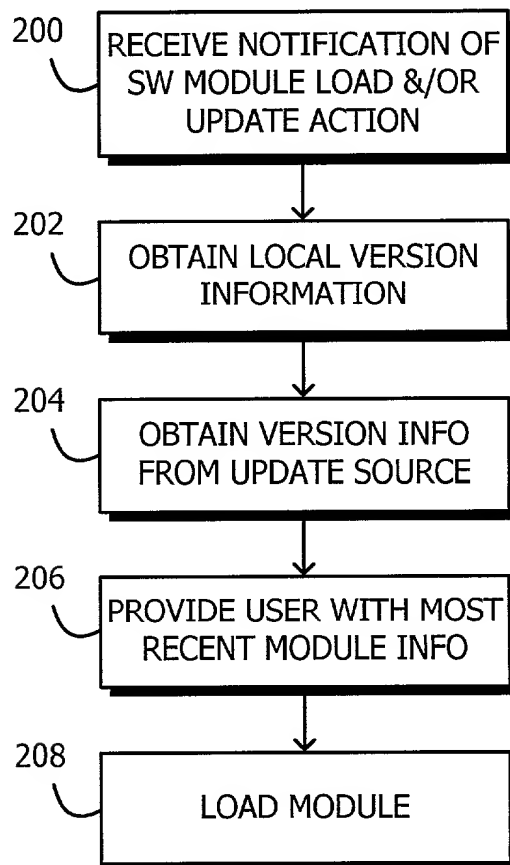 200
RECEIVE NOTIFICATION OF
SW MODULE LOAD &/OR
UPDATE ACTION
202
OBTAIN LOCAL VERSION
INFORMATION
204
OBTAIN VERSION INFO
FROM UPDATE SOURCE
206
PROVIDE USER WITH MOST
RECENT MODULE INFO
208
LOAD MODULE